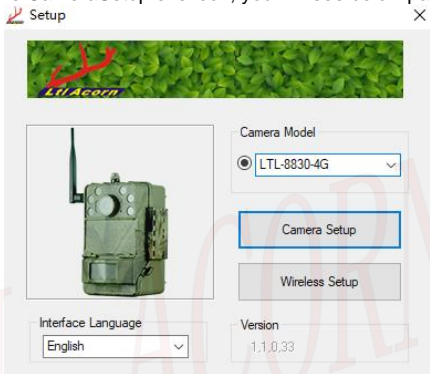 Setup
Ltl Acorn
Camera Model
LTL-8830-4G
Camera Setup
Wireless Setup
Interface Language
English
Version
1,1,0,33
ACORN